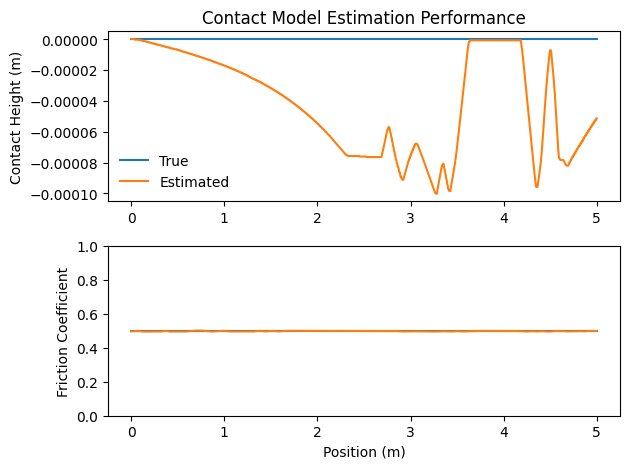 Contact Model Estimation Performance
Contact Height (m)
0.00000
−0.00002
−0.00004
−0.00006
−0.00008
−0.00010
True
Estimated
0 1 2 3 4 5
Friction Coefficient
1.0
0.8
0.6
0.4
0.2
0.0
0 1 2 3 4 5
Position (m)